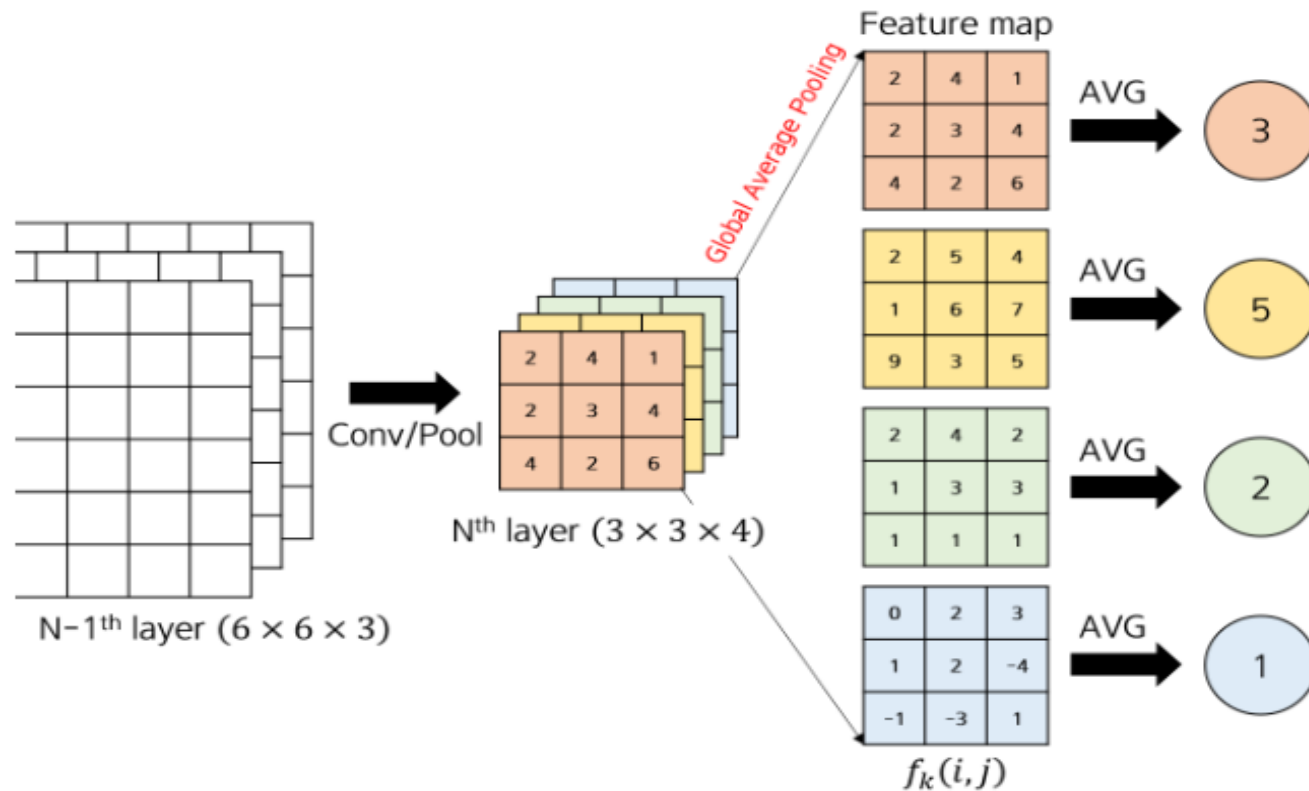 Feature map
Global Average Pooling
2 4 1
2 3 4
4 2 6
AVG
3
2 5 4
1 6 7
9 3 5
AVG
5
2 4 2
1 3 3
1 1 1
AVG
2
0 2 3
1 2 -4
-1 -3 1
AVG
1
f_k(i, j)
Conv/Pool
2 4 1
2 3 4
4 2 6
Nᵗʰ layer (3 × 3 × 4)
N-1ᵗʰ layer (6 × 6 × 3)